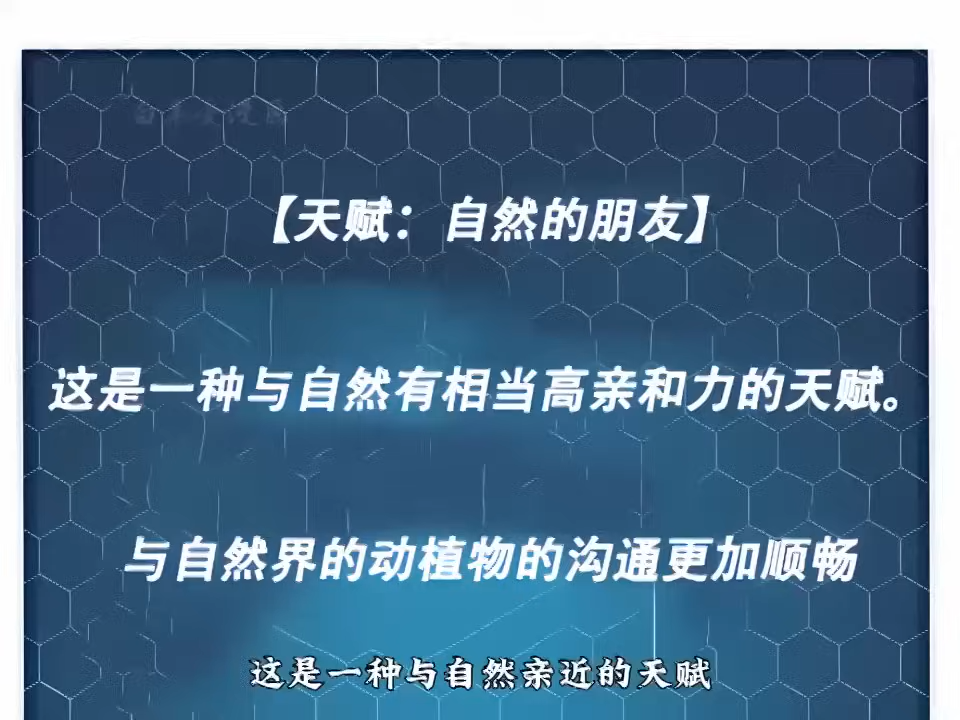 【天赋：自然的朋友】
这是一种与自然有相当高亲和力的天赋。
与自然界的动植物的沟通更加顺畅
这是一种与自然亲近的天赋